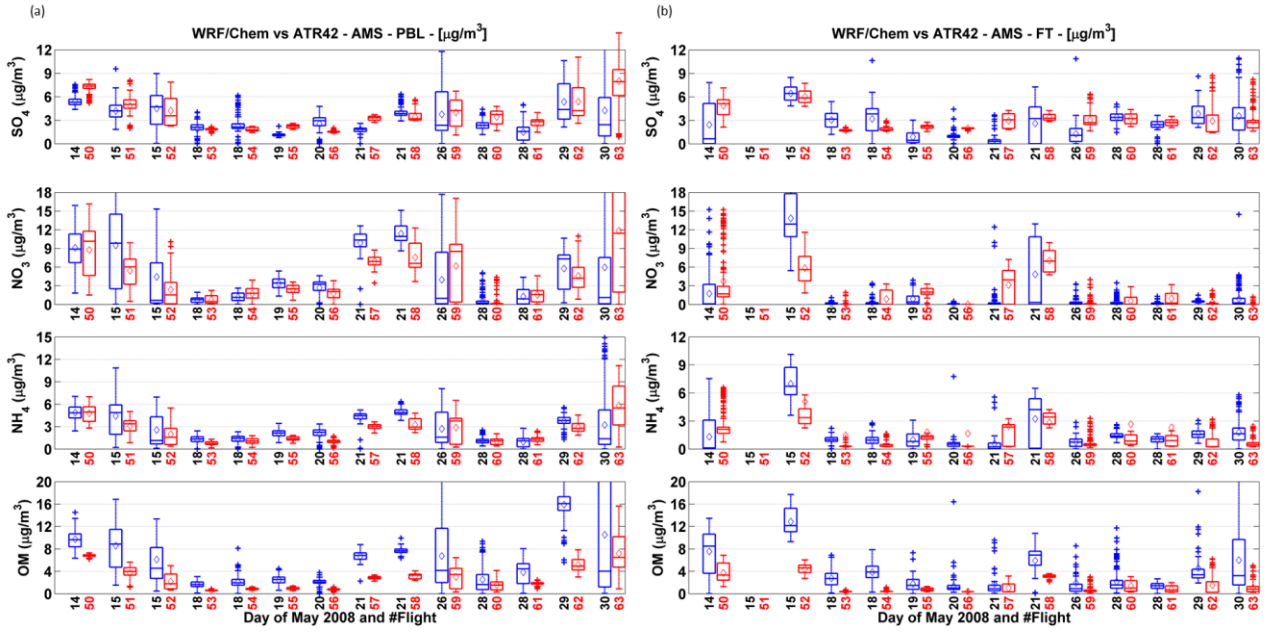 (a)
WRF/Chem vs ATR42 - AMS - PBL - [μg/m³]
SO₄ (μg/m³)
12
9
6
3
0
14 50 15 51 15 52 18 53 18 54 19 55 20 56 21 57 21 58 26 59 28 60 28 61 29 62 30 63
NO₃ (μg/m³)
18
15
12
9
6
3
0
14 50 15 51 15 52 18 53 18 54 19 55 20 56 21 57 21 58 26 59 28 60 28 61 29 62 30 63
NH₄ (μg/m³)
15
12
9
6
3
0
14 50 15 51 15 52 18 53 18 54 19 55 20 56 21 57 21 58 26 59 28 60 28 61 29 62 30 63
OM (μg/m³)
20
16
12
8
4
0
14 50 15 51 15 52 18 53 18 54 19 55 20 56 21 57 21 58 26 59 28 60 28 61 29 62 30 63
Day of May 2008 and #Flight
(b)
WRF/Chem vs ATR42 - AMS - FT - [μg/m³]
SO₄ (μg/m³)
12
9
6
3
0
14 50 15 51 15 52 18 53 18 54 19 55 20 56 21 57 21 58 26 59 28 60 28 61 29 62 30 63
NO₃ (μg/m³)
18
15
12
9
6
3
0
14 50 15 51 15 52 18 53 18 54 19 55 20 56 21 57 21 58 26 59 28 60 28 61 29 62 30 63
NH₄ (μg/m³)
12
9
6
3
0
14 50 15 51 15 52 18 53 18 54 19 55 20 56 21 57 21 58 26 59 28 60 28 61 29 62 30 63
OM (μg/m³)
20
16
12
8
4
0
14 50 15 51 15 52 18 53 18 54 19 55 20 56 21 57 21 58 26 59 28 60 28 61 29 62 30 63
Day of May 2008 and #Flight